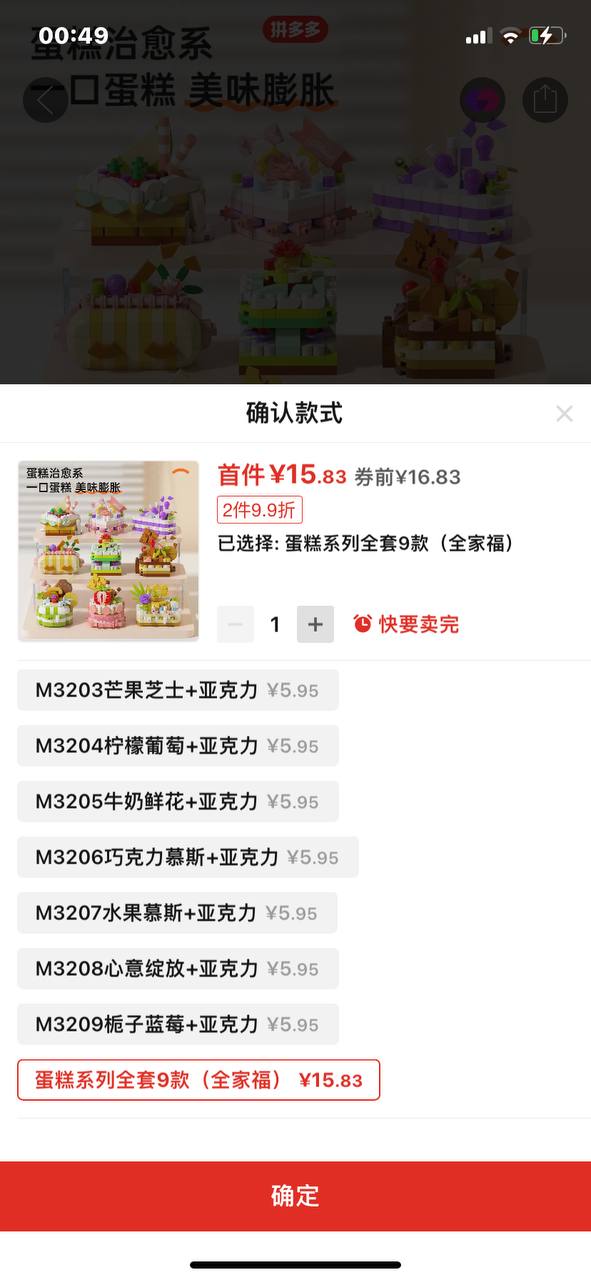 00:49
拼多多
蛋糕治愈系
一口蛋糕 美味膨胀
确认款式
蛋糕治愈系
一口蛋糕 美味膨胀
首件 ¥15.83 券前¥16.83
2件9.9折
已选择: 蛋糕系列全套9款（全家福）
1
快要卖完
M3203芒果芝士+亚克力 ¥5.95
M3204柠檬葡萄+亚克力 ¥5.95
M3205牛奶鲜花+亚克力 ¥5.95
M3206巧克力慕斯+亚克力 ¥5.95
M3207水果慕斯+亚克力 ¥5.95
M3208心意绽放+亚克力 ¥5.95
M3209栀子蓝莓+亚克力 ¥5.95
蛋糕系列全套9款（全家福） ¥15.83
确定